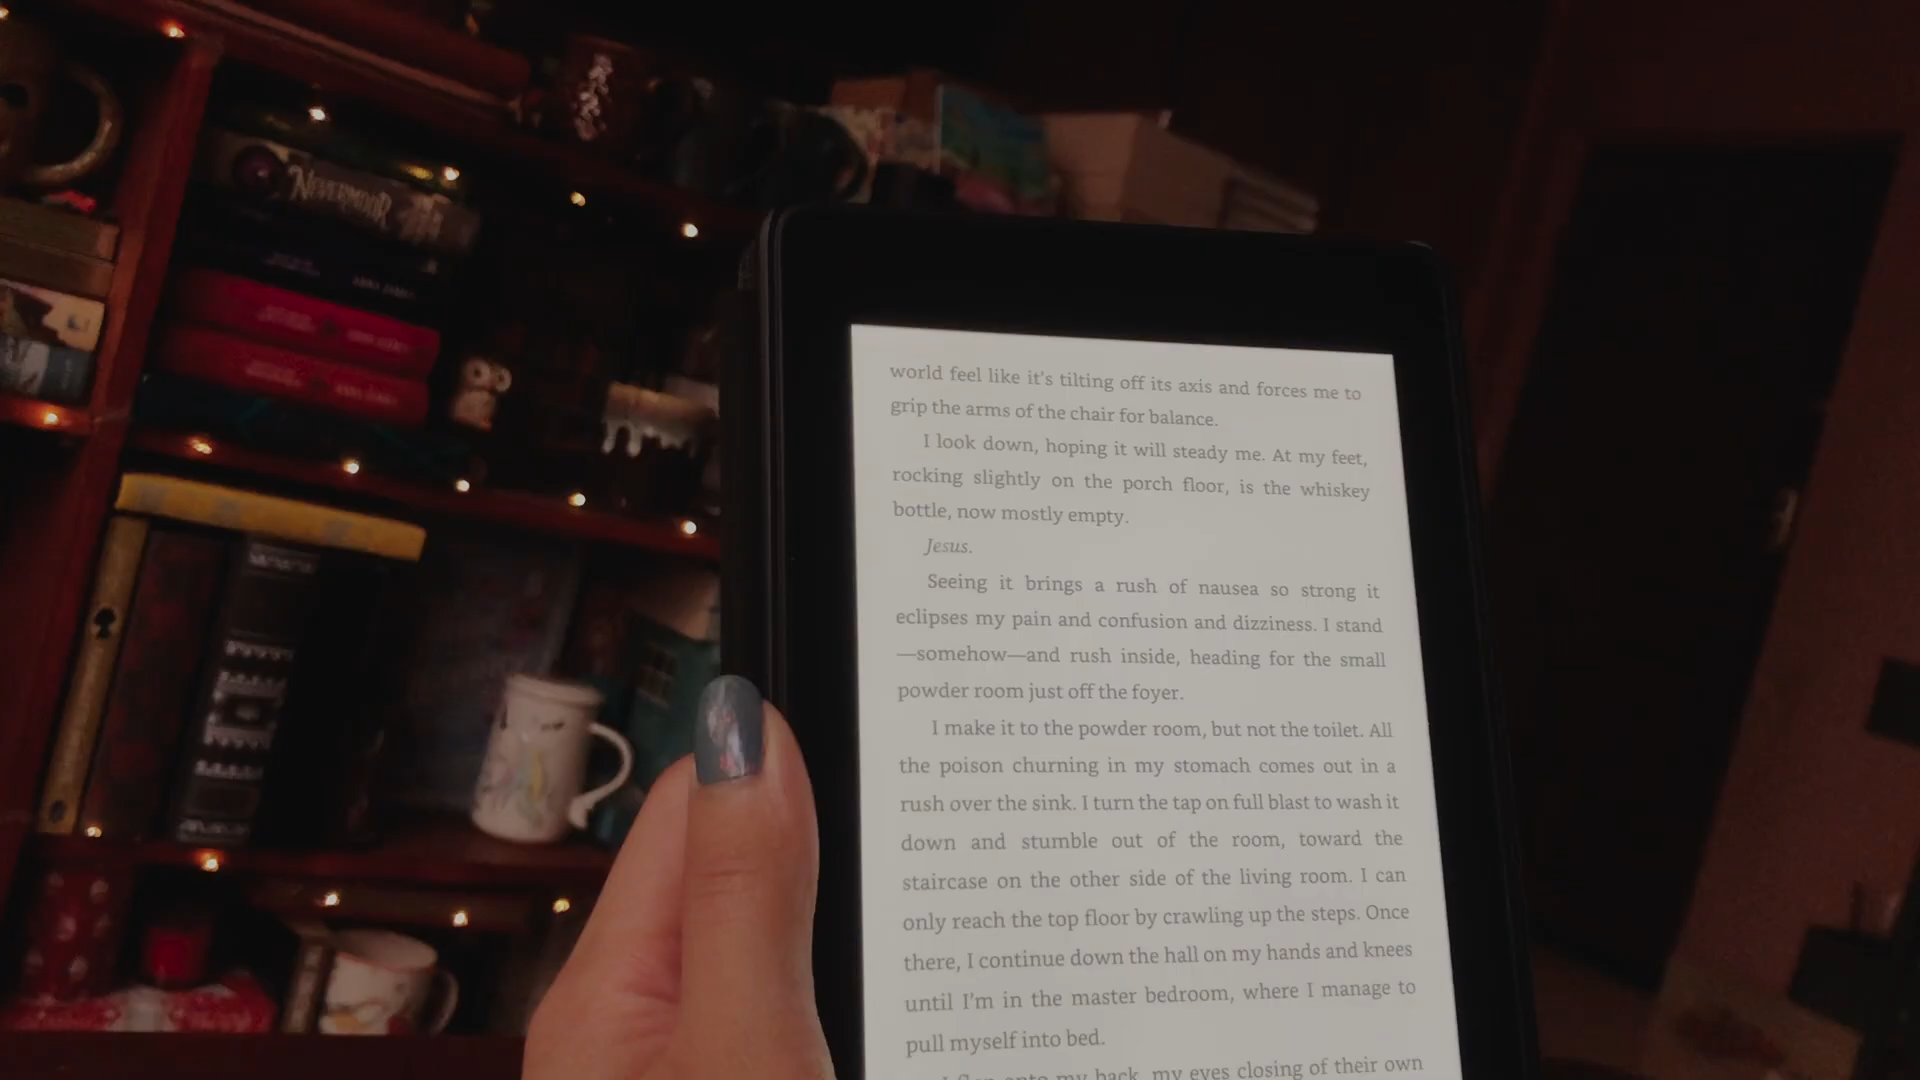 NEVERMOOR
world feel like it's tilting off its axis and forces me to
grip the arms of the chair for balance.
I look down, hoping it will steady me. At my feet,
rocking slightly on the porch floor, is the whiskey
bottle, now mostly empty.
Jesus.
Seeing it brings a rush of nausea so strong it
eclipses my pain and confusion and dizziness. I stand
—somehow—and rush inside, heading for the small
powder room just off the foyer.
I make it to the powder room, but not the toilet. All
the poison churning in my stomach comes out in a
rush over the sink. I turn the tap on full blast to wash it
down and stumble out of the room, toward the
staircase on the other side of the living room. I can
only reach the top floor by crawling up the steps. Once
there, I continue down the hall on my hands and knees
until I'm in the master bedroom, where I manage to
pull myself into bed.
onto my back, my eyes closing of their own